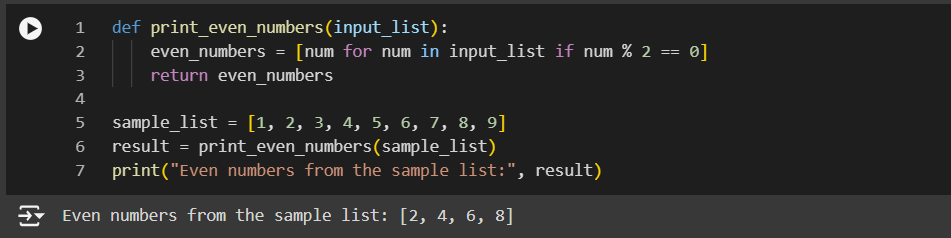 1 def print_even_numbers(input_list):
2     even_numbers = [num for num in input_list if num % 2 == 0]
3     return even_numbers
4
5 sample_list = [1, 2, 3, 4, 5, 6, 7, 8, 9]
6 result = print_even_numbers(sample_list)
7 print("Even numbers from the sample list:", result)
Even numbers from the sample list: [2, 4, 6, 8]